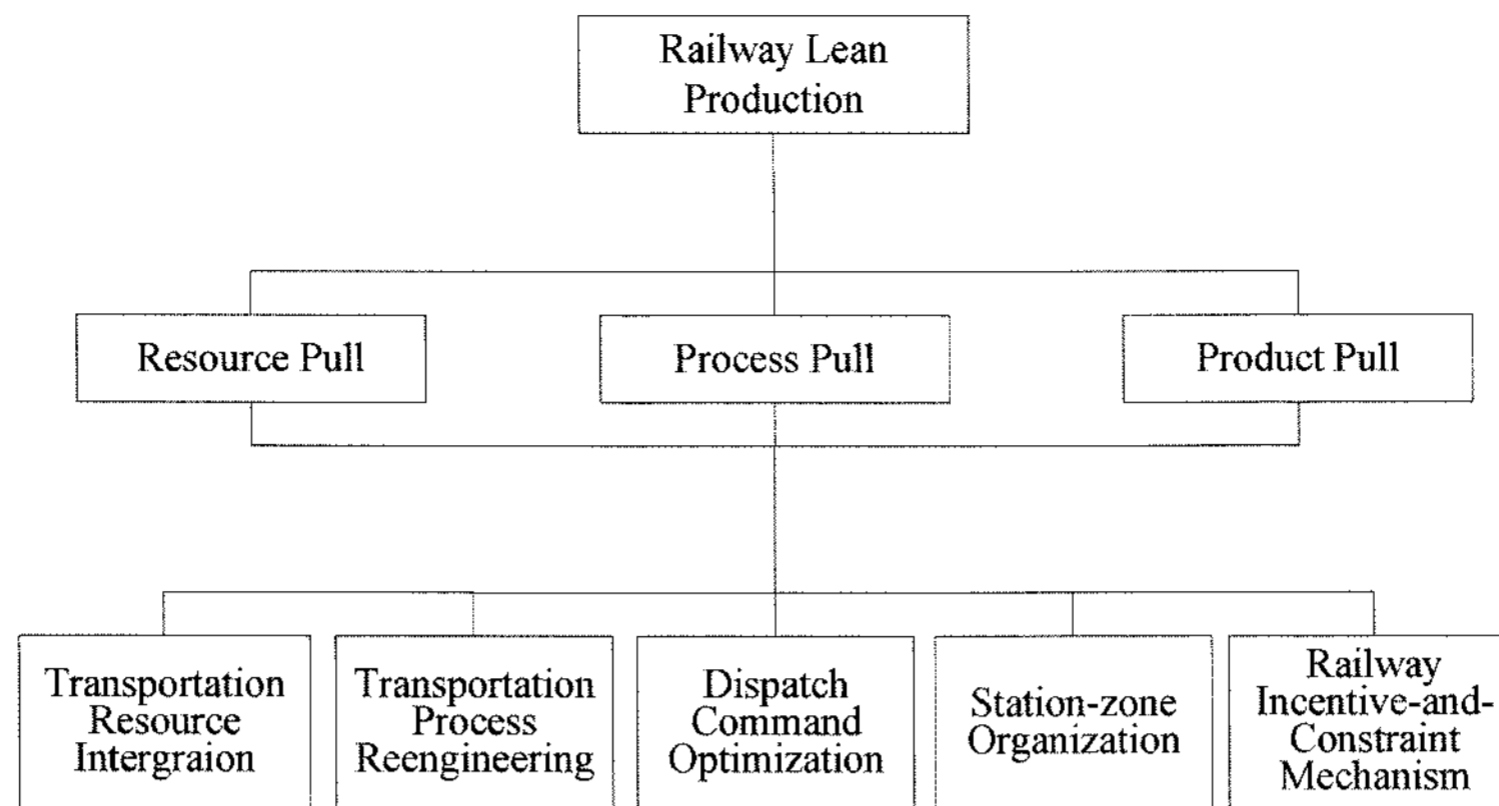 Railway Lean
Production
Resource Pull
Process Pull
Product Pull
Transportation
Resource
Intergraion
Transportation
Process
Reengineering
Dispatch
Command
Optimization
Station-zone
Organization
Railway
Incentive-and-
Constraint
Mechanism